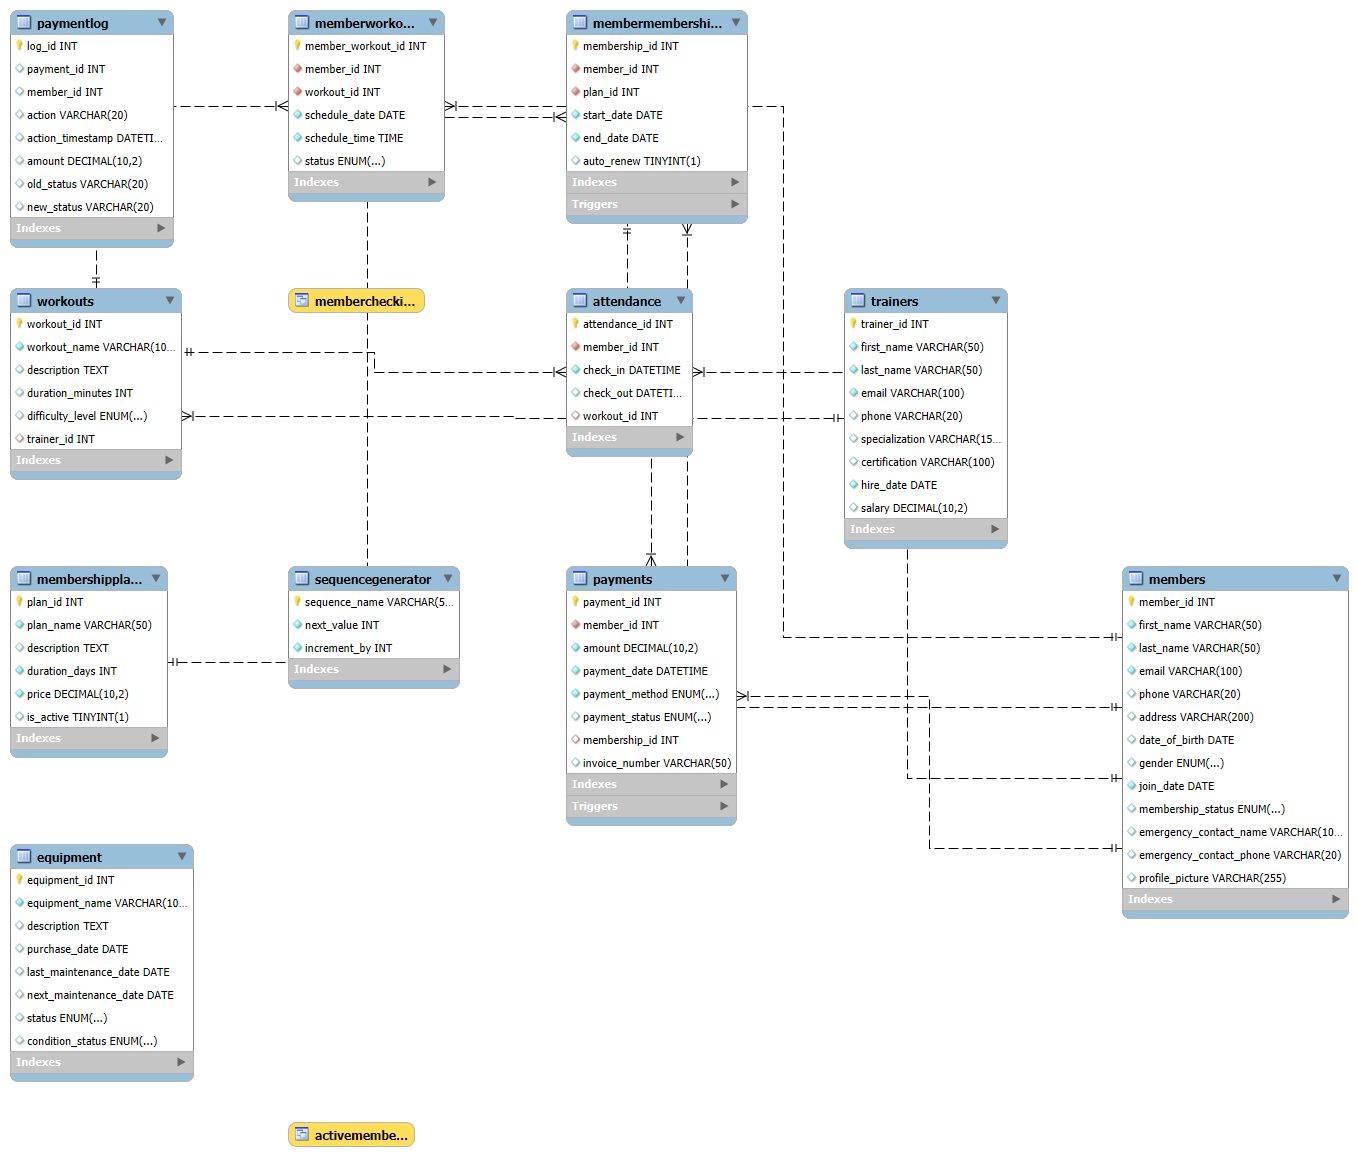 paymentlog
log_id INT
payment_id INT
member_id INT
action VARCHAR(20)
action_timestamp DATETI...
amount DECIMAL(10,2)
old_status VARCHAR(20)
new_status VARCHAR(20)
Indexes
memberworko...
member_workout_id INT
member_id INT
workout_id INT
schedule_date DATE
schedule_time TIME
status ENUM(...)
Indexes
membermembershi...
membership_id INT
member_id INT
plan_id INT
start_date DATE
end_date DATE
auto_renew TINYINT(1)
Indexes
Triggers
workouts
workout_id INT
workout_name VARCHAR(10...
description TEXT
duration_minutes INT
difficulty_level ENUM(...)
trainer_id INT
Indexes
membercheckі...
attendance
attendance_id INT
member_id INT
check_in DATETIME
check_out DATETI...
workout_id INT
Indexes
trainers
trainer_id INT
first_name VARCHAR(50)
last_name VARCHAR(50)
email VARCHAR(100)
phone VARCHAR(20)
specialization VARCHAR(15...
certification VARCHAR(100)
hire_date DATE
salary DECIMAL(10,2)
Indexes
membershippla...
plan_id INT
plan_name VARCHAR(50)
description TEXT
duration_days INT
price DECIMAL(10,2)
is_active TINYINT(1)
Indexes
sequencegenerator
sequence_name VARCHAR(5...
next_value INT
increment_by INT
Indexes
payments
payment_id INT
member_id INT
amount DECIMAL(10,2)
payment_date DATETIME
payment_method ENUM(...)
payment_status ENUM(...)
membership_id INT
invoice_number VARCHAR(50)
Indexes
Triggers
members
member_id INT
first_name VARCHAR(50)
last_name VARCHAR(50)
email VARCHAR(100)
phone VARCHAR(20)
address VARCHAR(200)
date_of_birth DATE
gender ENUM(...)
join_date DATE
membership_status ENUM(...)
emergency_contact_name VARCHAR(10...
emergency_contact_phone VARCHAR(20)
profile_picture VARCHAR(255)
Indexes
equipment
equipment_id INT
equipment_name VARCHAR(10...
description TEXT
purchase_date DATE
last_maintenance_date DATE
next_maintenance_date DATE
status ENUM(...)
condition_status ENUM(...)
Indexes
activemembe...